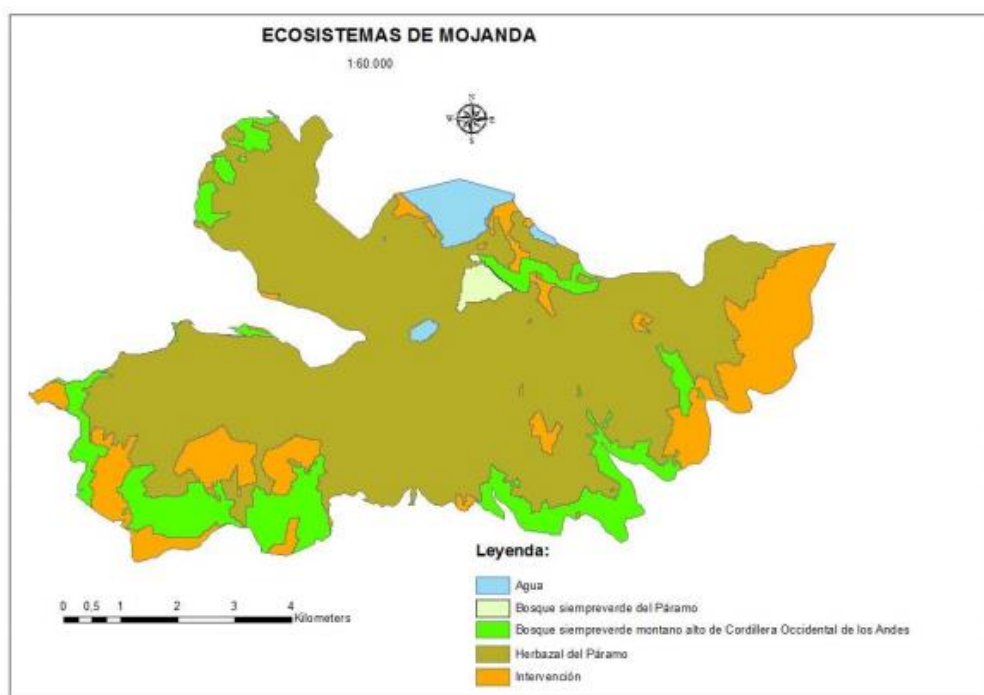 ECOSISTEMAS DE MOJANDA
1:60.000
N
W E
S
Leyenda:
Agua
Bosque siempreverde del Páramo
Bosque siempreverde montano alto de Cordillera Occidental de los Andes
Herbazal del Páramo
Intervención
0 0,5 1 2 3 4
Kilometers